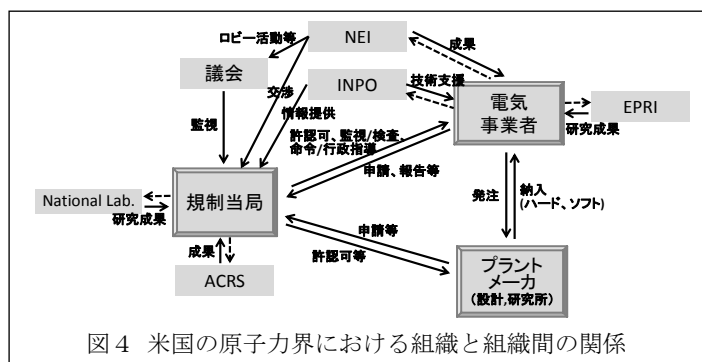 ロビー活動等
NEI
成果
議会
交渉
INPO
技術支援
電気
事業者
EPRI
監視
情報提供
研究成果
許認可、監視/検査、
命令/行政指導
申請、報告等
National Lab.
研究成果
規制当局
発注
納入
(ハード、ソフト)
申請等
成果
許認可等
プラント
メーカ
(設計,研究所)
ACRS
図4 米国の原子力界における組織と組織間の関係